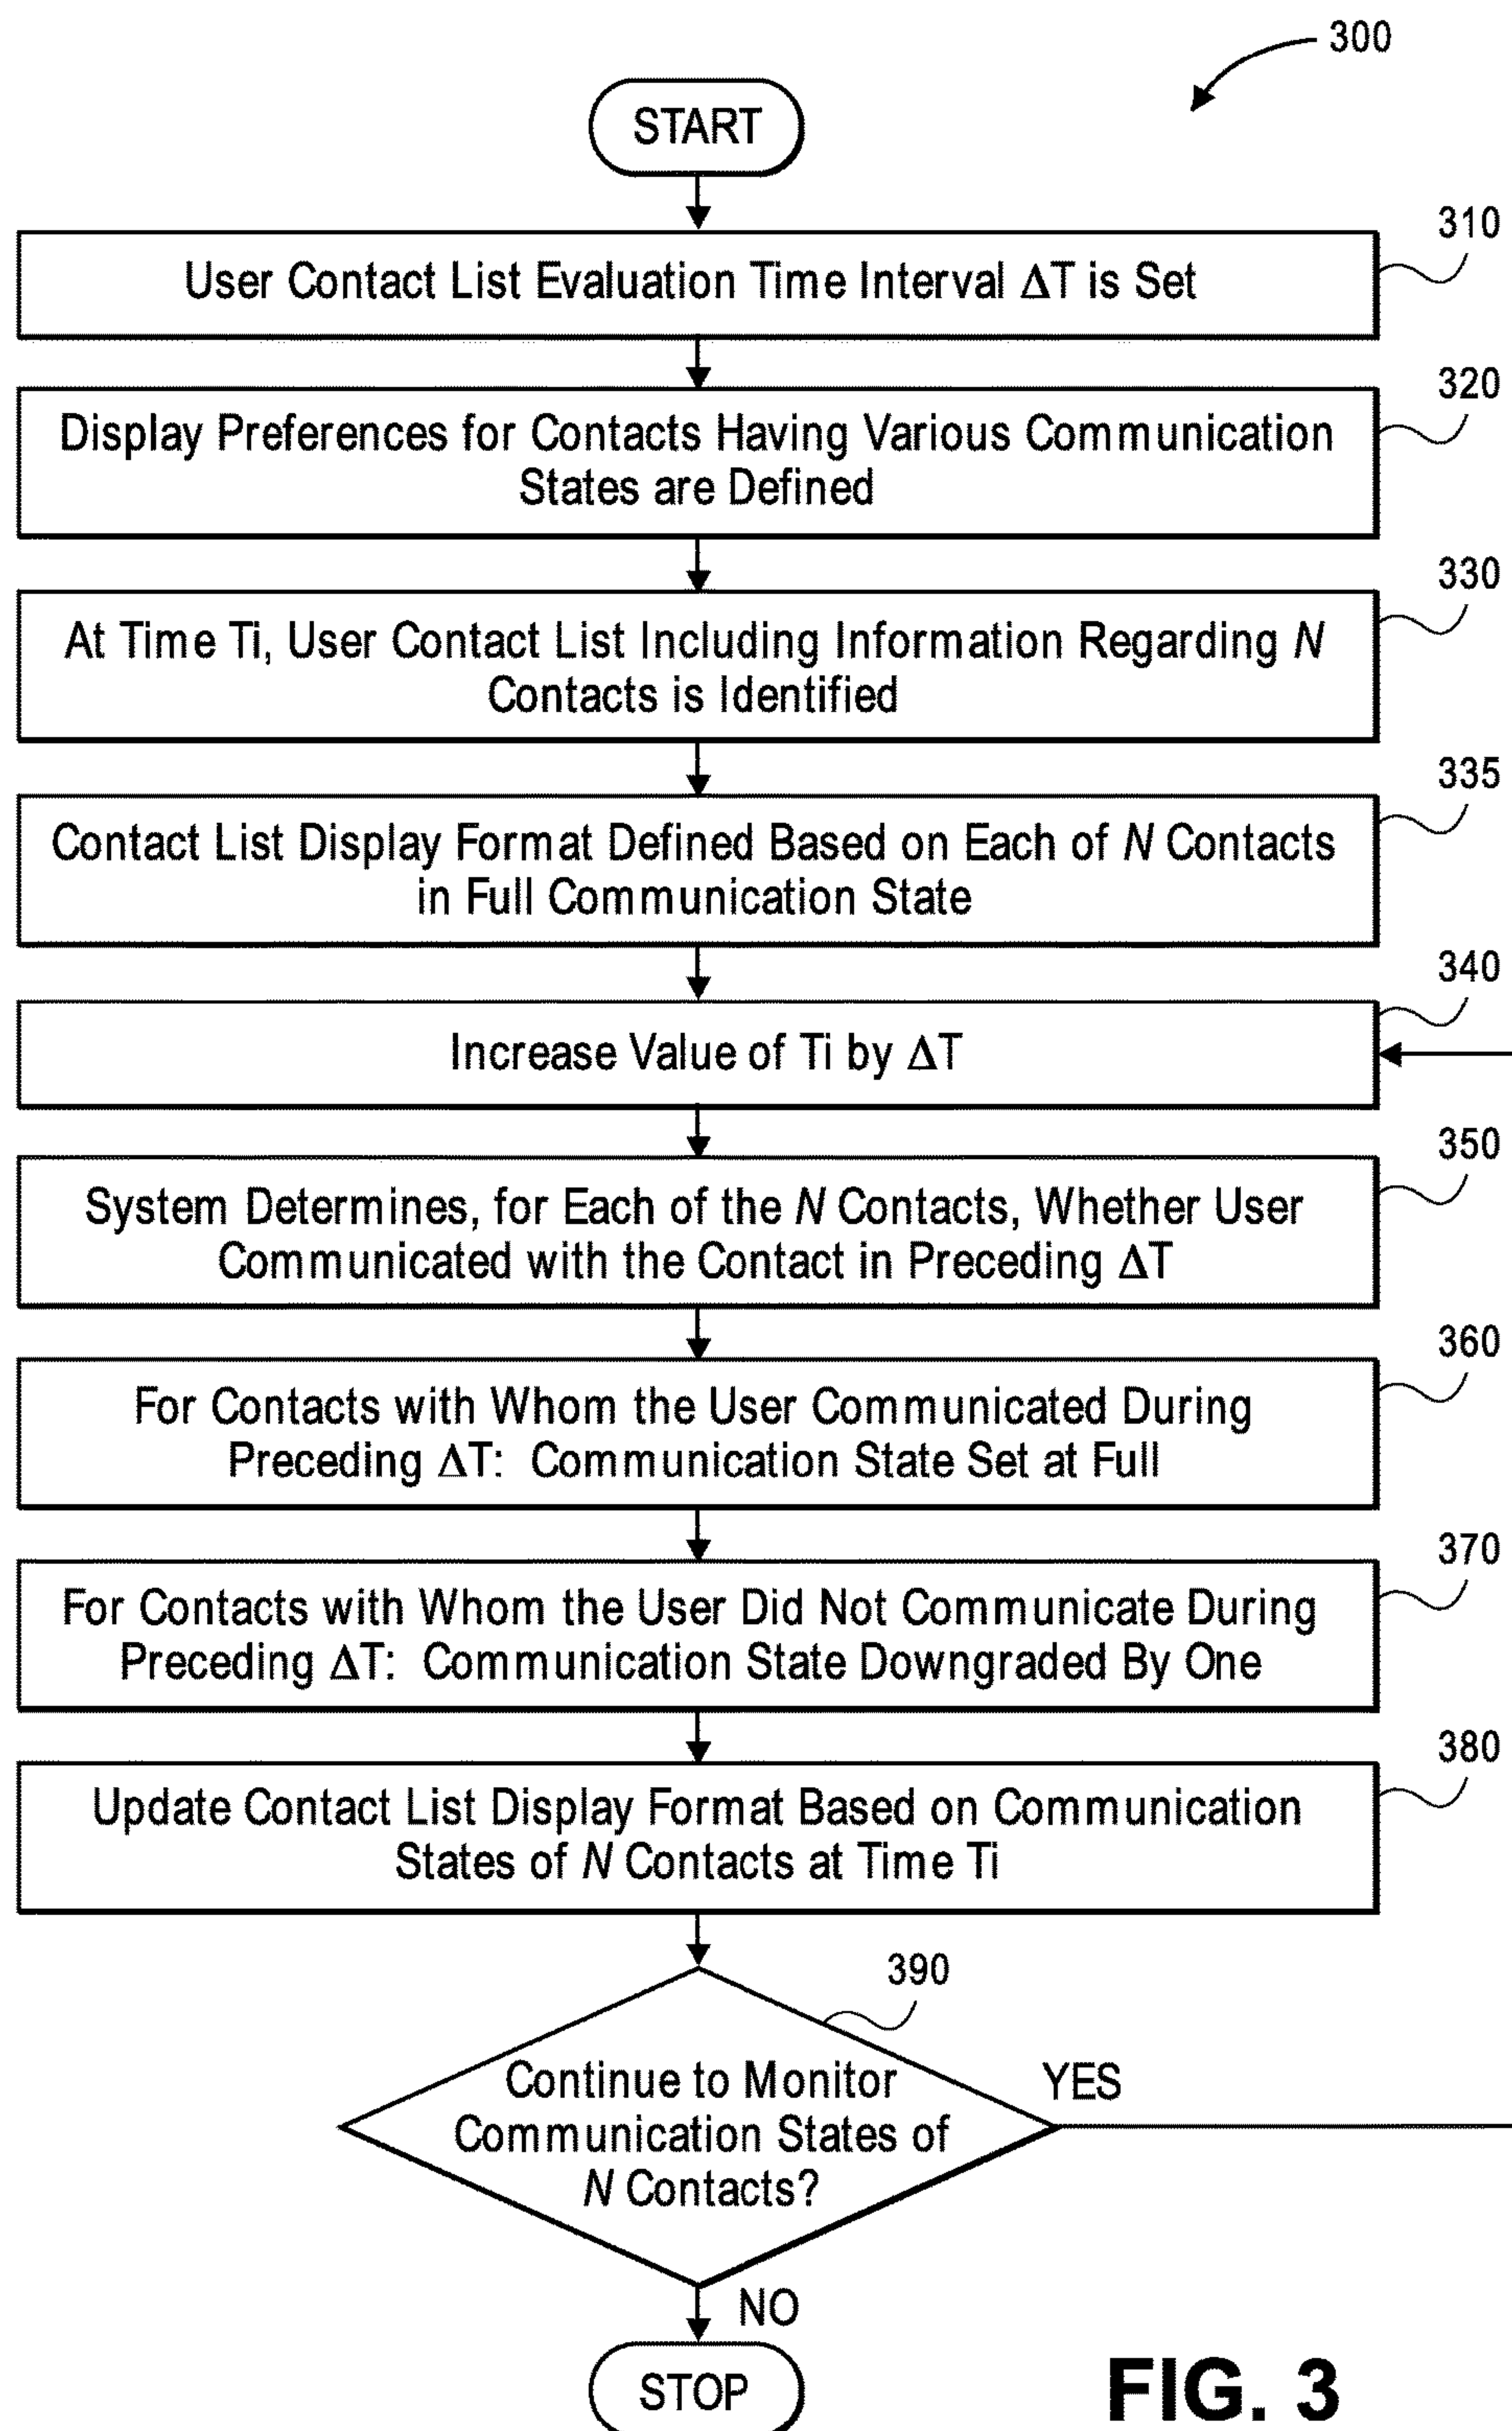 300
START
310
User Contact List Evaluation Time Interval ΔT is Set
320
Display Preferences for Contacts Having Various Communication
States are Defined
330
At Time Ti, User Contact List Including Information Regarding N
Contacts is Identified
335
Contact List Display Format Defined Based on Each of N Contacts
in Full Communication State
340
Increase Value of Ti by ΔT
350
System Determines, for Each of the N Contacts, Whether User
Communicated with the Contact in Preceding ΔT
360
For Contacts with Whom the User Communicated During
Preceding ΔT: Communication State Set at Full
370
For Contacts with Whom the User Did Not Communicate During
Preceding ΔT: Communication State Downgraded By One
380
Update Contact List Display Format Based on Communication
States of N Contacts at Time Ti
390
Continue to Monitor
Communication States of
N Contacts?
YES
NO
STOP
FIG. 3